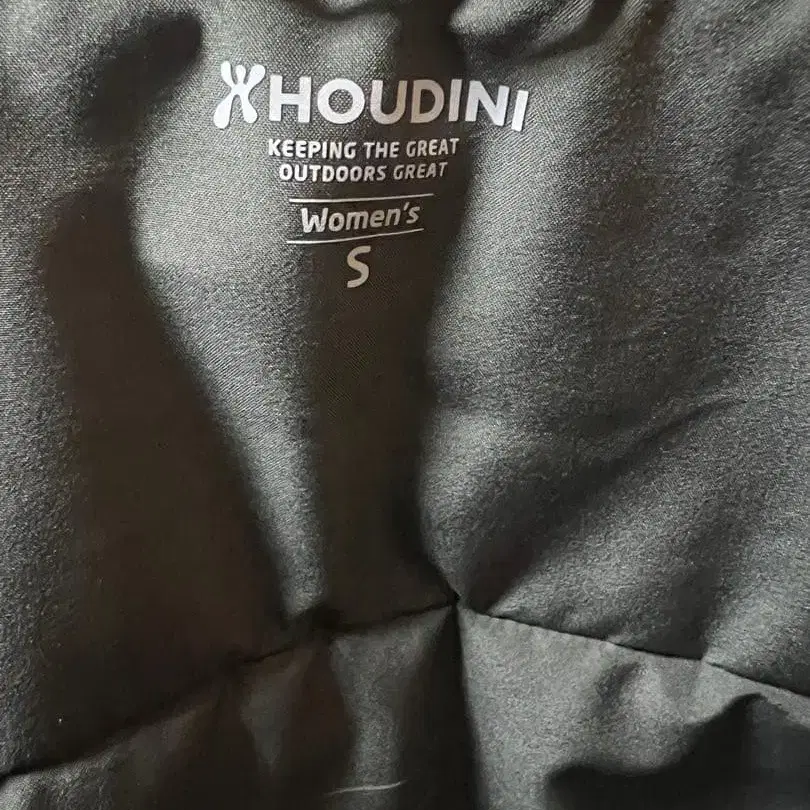 HOUDINI
KEEPING THE GREAT
OUTDOORS GREAT
Women's
S